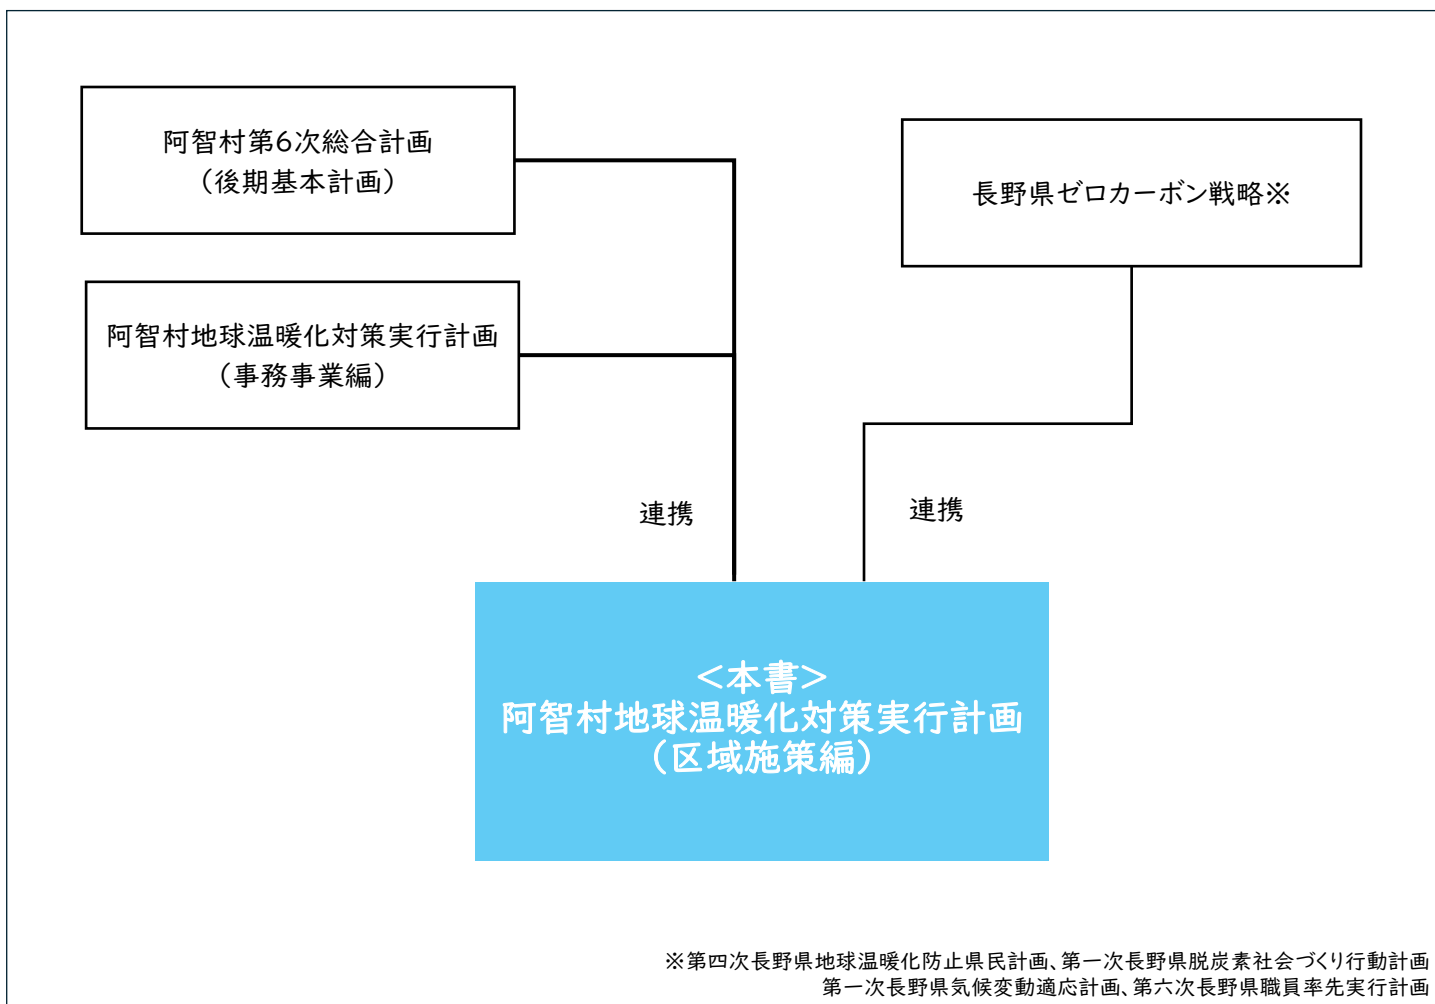 阿智村第6次総合計画
（後期基本計画）
長野県ゼロカーボン戦略※
阿智村地球温暖化対策実行計画
（事務事業編）
連携
連携
＜本書＞
阿智村地球温暖化対策実行計画
（区域施策編）
※第四次長野県地球温暖化防止県民計画、第一次長野県脱炭素社会づくり行動計画
第一次長野県気候変動適応計画、第六次長野県職員率先実行計画